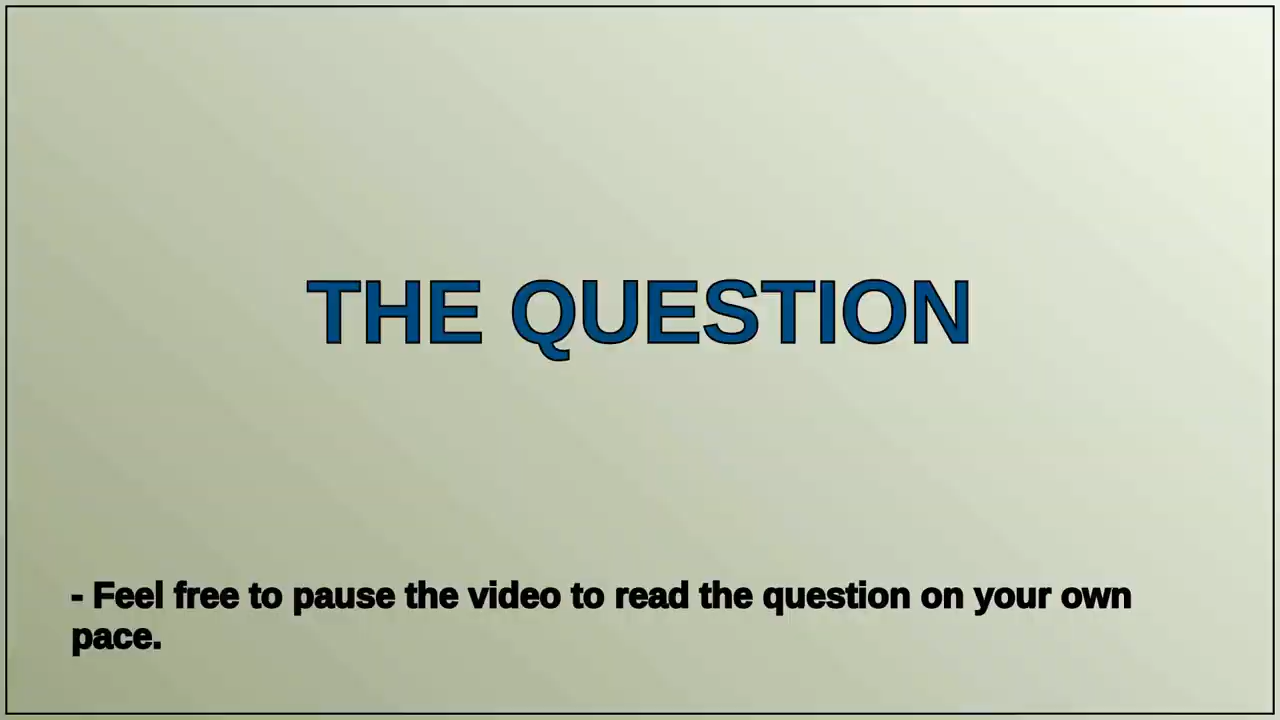 THE QUESTION
- Feel free to pause the video to read the question on your own
pace.